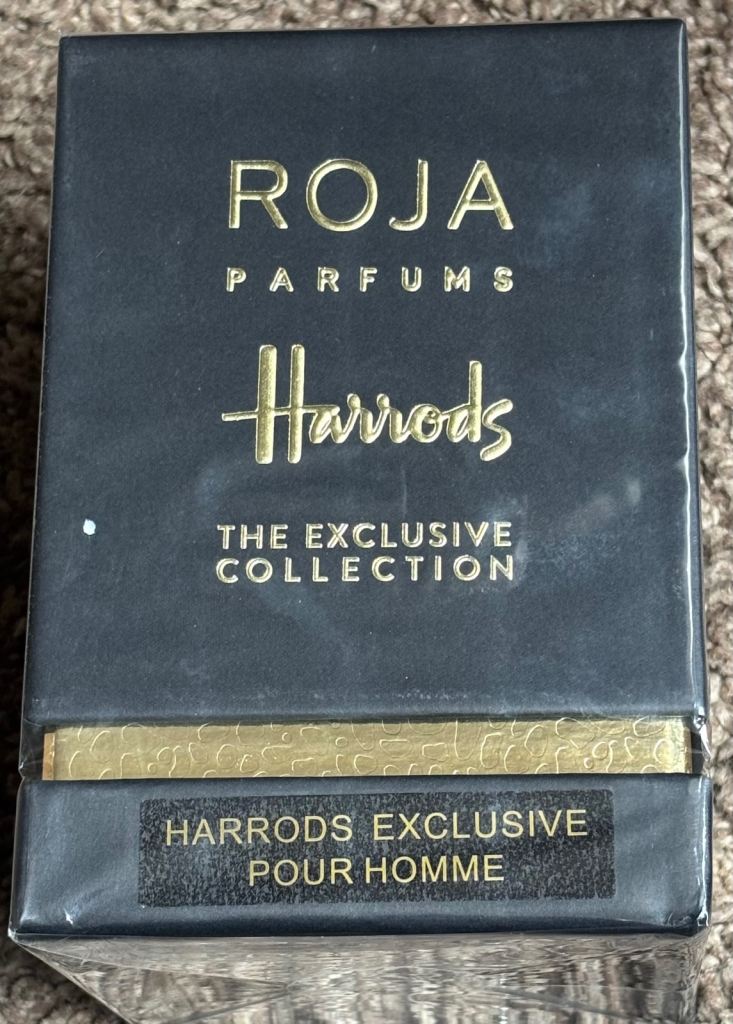 ROJA
PARFUMS
Harrods
THE EXCLUSIVE
COLLECTION
HARRODS EXCLUSIVE
POUR HOMME